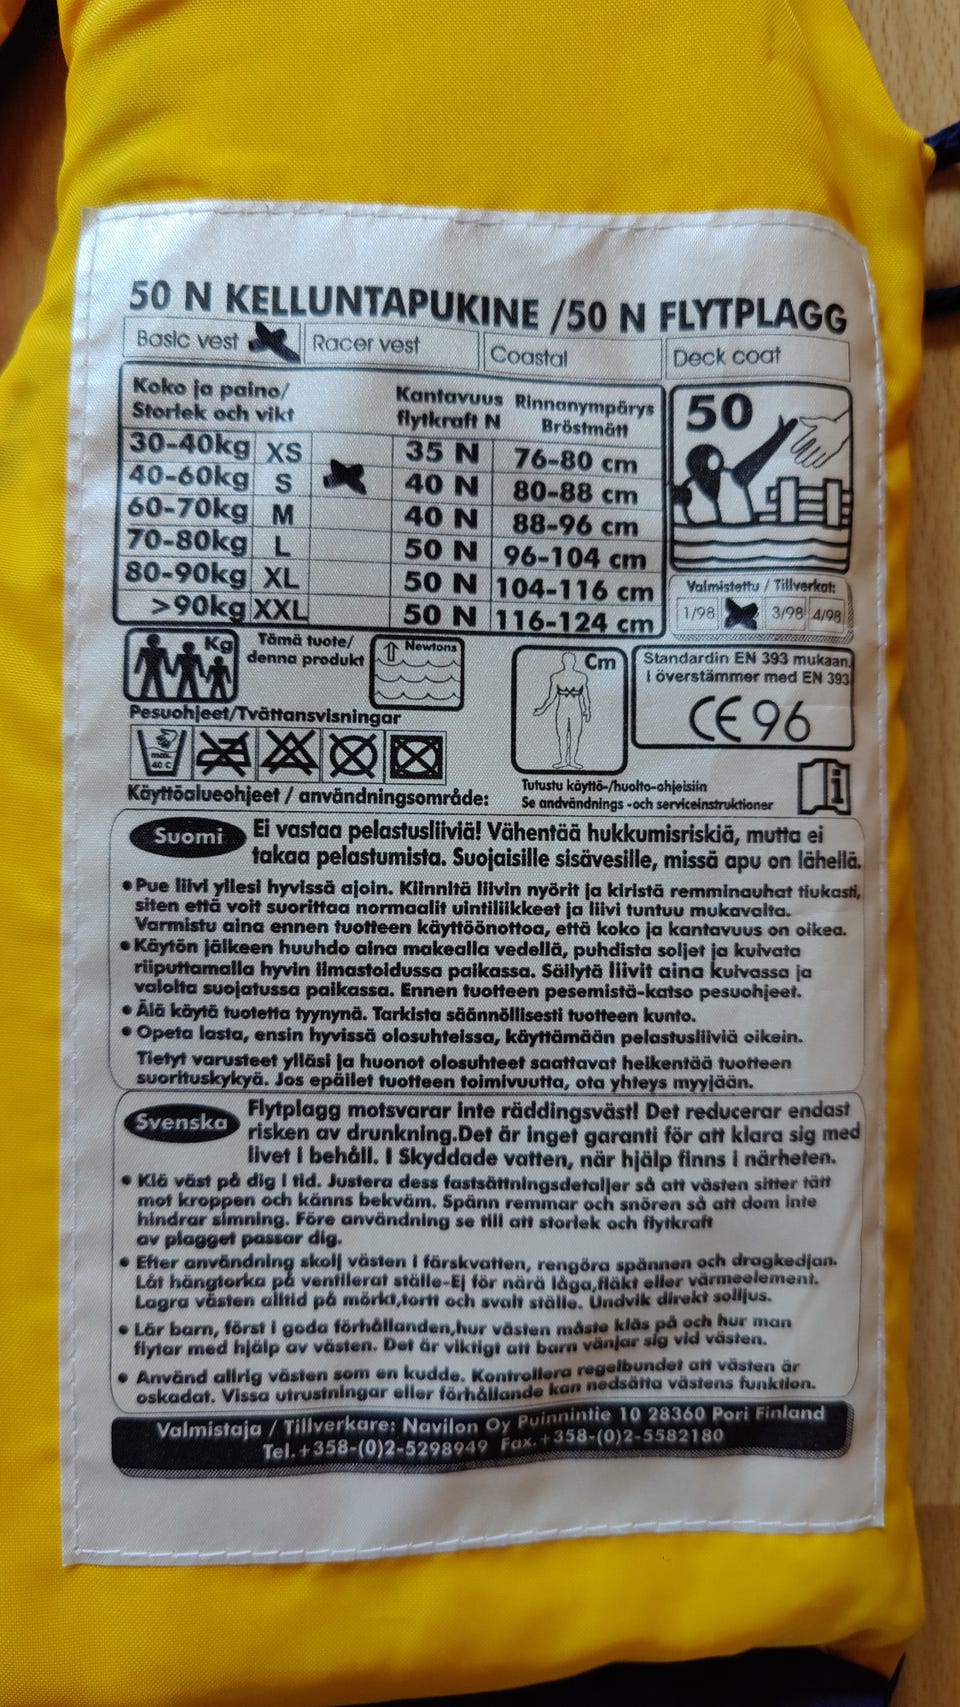 50 N KELLUNTAPUKINE /50 N FLYTPLAGG
Basic vest Racer vest Coastal Deck coat
Koko ja paino/ Kantavuus Rinnanympärys
Storlek och vikt flytkraft N Bröstmått
30-40kg XS 35 N 76-80 cm
40-60kg S 40 N 80-88 cm
60-70kg M 40 N 88-96 cm
70-80kg L 50 N 96-104 cm
80-90kg XL 50 N 104-116 cm
>90kg XXL 50 N 116-124 cm
50
Valmistettu / Tillverkat:
1/98 3/98 4/98
Kg
Tämä tuote/
denna produkt
Newtons
Cm
Standardin EN 393 mukaan,
I överstämmer med EN 393
CE 96
Pesuohjeet/Tvättansvisningar
max.
40 C
Tutustu käyttö-/huolto-ohjeisiin
Se andvändnings -och serviceinstruktioner
i
Käyttöalueohjeet / användningsområde:
Suomi
Ei vastaa pelastusliiviä! Vähentää hukkumisriskiä, mutta ei
takaa pelastumista. Suojaisille sisävesille, missä apu on lähellä.
• Pue liivi yllesi hyvissä ajoin. Kiinnitä liivin nyörit ja kiristä remminauhat tiukasti,
siten että voit suorittaa normaalit uintiliikkeet ja liivi tuntuu mukavalta.
Varmistu aina ennen tuotteen käyttöönottoa, että koko ja kantavuus on oikea.
• Käytön jälkeen huuhdo aina makealla vedellä, puhdista soljet ja kuivata
riiputtamalla hyvin ilmastoidussa paikassa. Säilytä liivit aina kuivassa ja
valolta suojatussa paikassa. Ennen tuotteen pesemistä-katso pesuohjeet.
• Älä käytä tuotetta tyynynä. Tarkista säännöllisesti tuotteen kunto.
• Opeta lasta, ensin hyvissä olosuhteissa, käyttämään pelastusliiviä oikein.
Tietyt varusteet ylläsi ja huonot olosuhteet saattavat heikentää tuotteen
suorituskykyä. Jos epäilet tuotteen toimivuutta, ota yhteys myyjään.
Svenska
Flytplagg motsvarar inte räddingsväst! Det reducerar endast
risken av drunkning.Det är inget garanti för att klara sig med
livet i behåll. I Skyddade vatten, när hjälp finns i närheten.
• Klä väst på dig i tid. Justera dess fastsättningsdetaljer så att västen sitter tätt
mot kroppen och känns bekväm. Spänn remmar och snören så att dom inte
hindrar simning. Före användning se till att storlek och flytkraft
av plagget passar dig.
• Efter användning skolj västen i färskvatten, rengöra spännen och dragkedjan.
Låt hängtorka på ventilerat ställe-Ej för nära låga,fläkt eller värmeelement.
Lagra västen alltid på mörkt,tortt och svalt ställe. Undvik direkt solljus.
• Lär barn, först i goda förhållanden,hur västen måste kläs på och hur man
flytar med hjälp av västen. Det är viktigt att barn vänjar sig vid västen.
• Använd allrig västen som en kudde. Kontrollera regelbundet att västen är
oskadat. Vissa utrustningar eller förhållande kan nedsätta västens funktion.
Valmistaja / Tillverkare: Navilon Oy Puinnintie 10 28360 Pori Finland
Tel.+358-(0)2-5298949 Fax.+358-(0)2-5582180